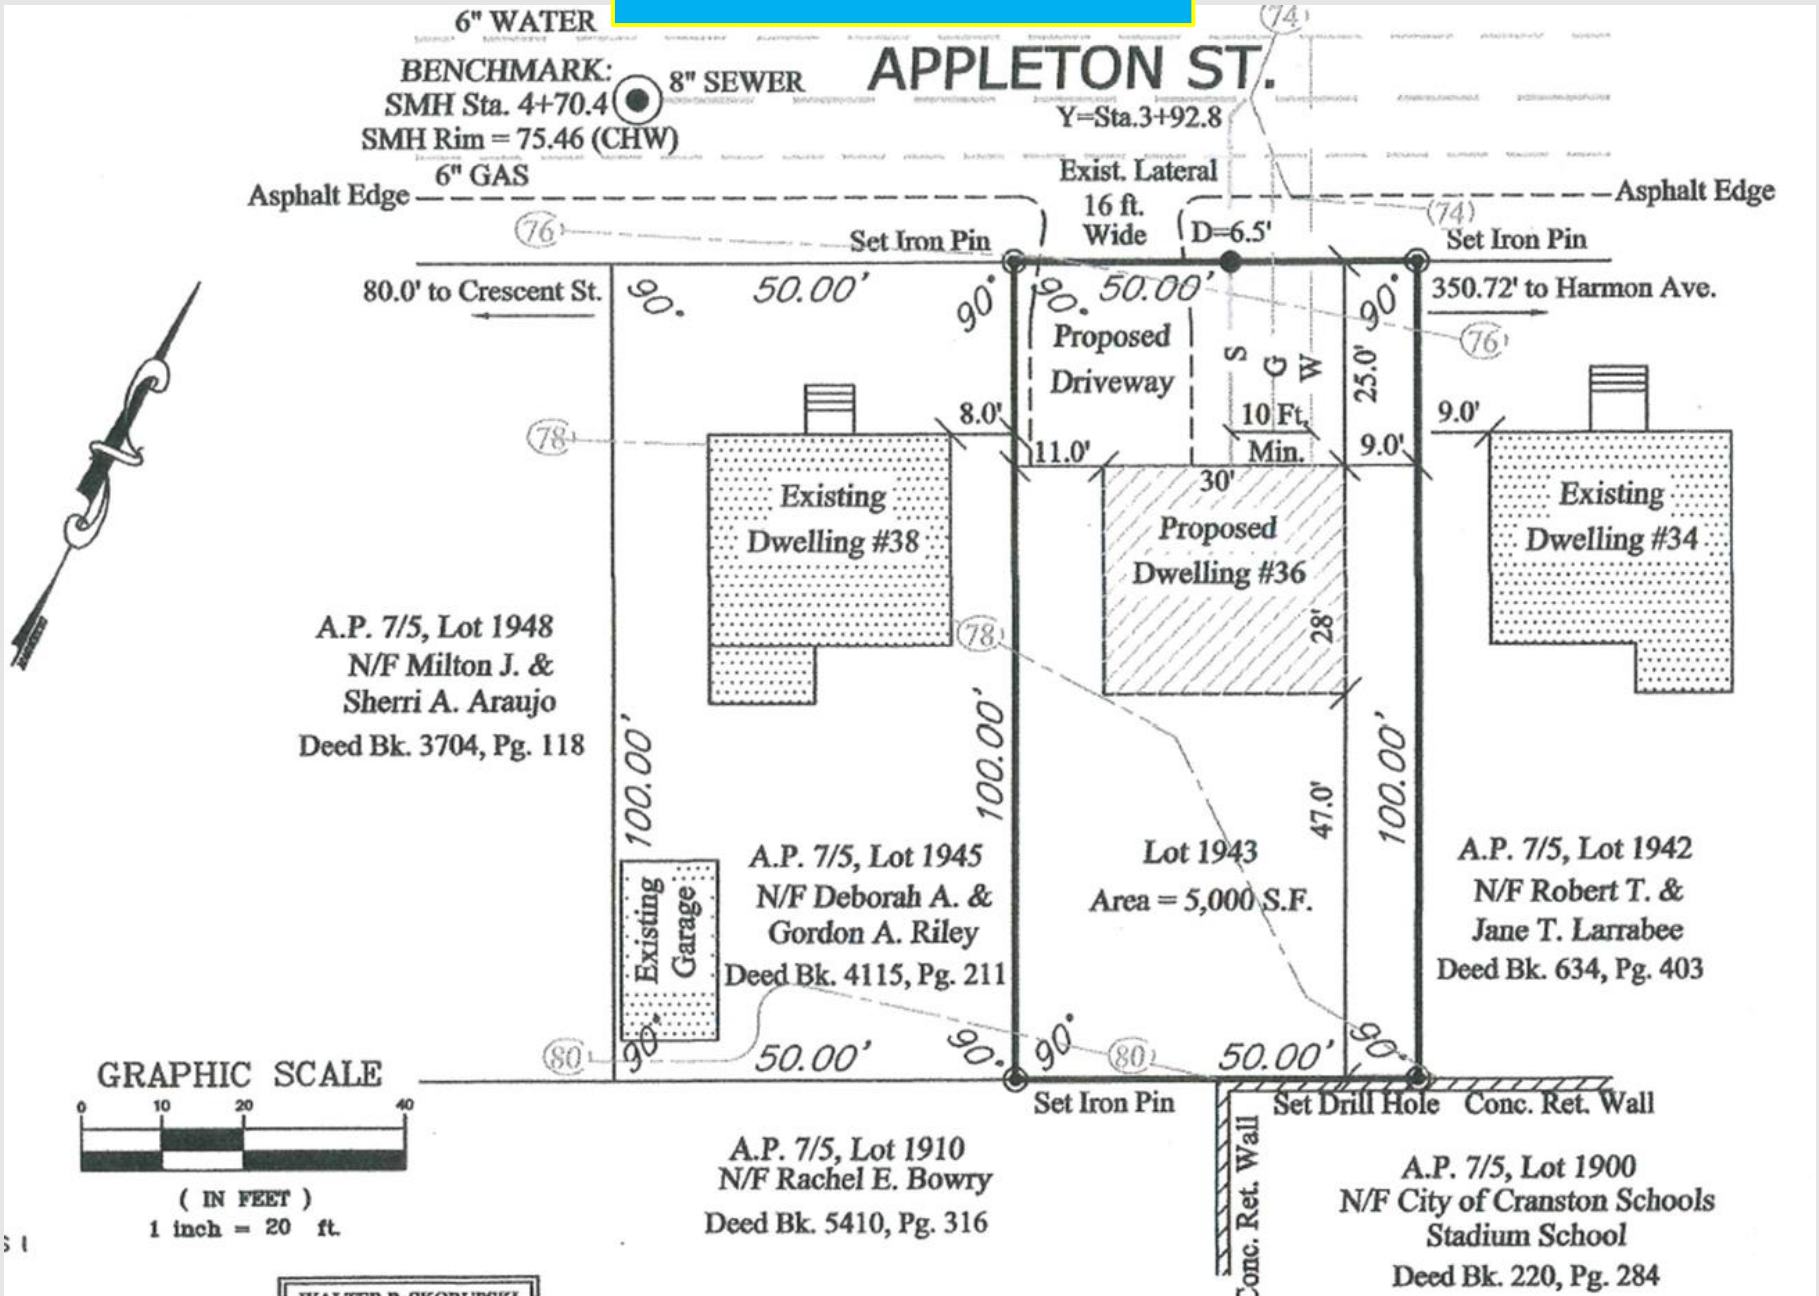 6" WATER
(74)
APPLETON ST.
BENCHMARK:
8" SEWER
SMH Sta. 4+70.4
SMH Rim = 75.46 (CHW)
Y=Sta.3+92.8
6" GAS
Exist. Lateral
Asphalt Edge
16 ft.
Wide
Asphalt Edge
(74)
(76)
Set Iron Pin
D=6.5'
Set Iron Pin
80.0' to Crescent St.
90°
50.00'
90°
90°
50.00'
90°
350.72' to Harmon Ave.
(76)
Proposed
Driveway
S
G
W
25.0'
(78)
8.0'
10 Ft.
Min.
9.0'
9.0'
11.0'
30'
Existing
Dwelling #38
Proposed
Dwelling #36
28'
Existing
Dwelling #34
(78)
A.P. 7/5, Lot 1948
N/F Milton J. &
Sherri A. Araujo
Deed Bk. 3704, Pg. 118
100.00'
100.00'
47.0'
100.00'
A.P. 7/5, Lot 1945
N/F Deborah A. &
Gordon A. Riley
Deed Bk. 4115, Pg. 211
Existing
Garage
Lot 1943
Area = 5,000 S.F.
A.P. 7/5, Lot 1942
N/F Robert T. &
Jane T. Larrabee
Deed Bk. 634, Pg. 403
(80)
90°
50.00'
90°
90°
(80)
50.00'
90°
GRAPHIC SCALE
0 10 20 40
( IN FEET )
1 inch = 20 ft.
Set Iron Pin
Set Drill Hole
Conc. Ret. Wall
Conc. Ret. Wall
A.P. 7/5, Lot 1910
N/F Rachel E. Bowry
Deed Bk. 5410, Pg. 316
A.P. 7/5, Lot 1900
N/F City of Cranston Schools
Stadium School
Deed Bk. 220, Pg. 284